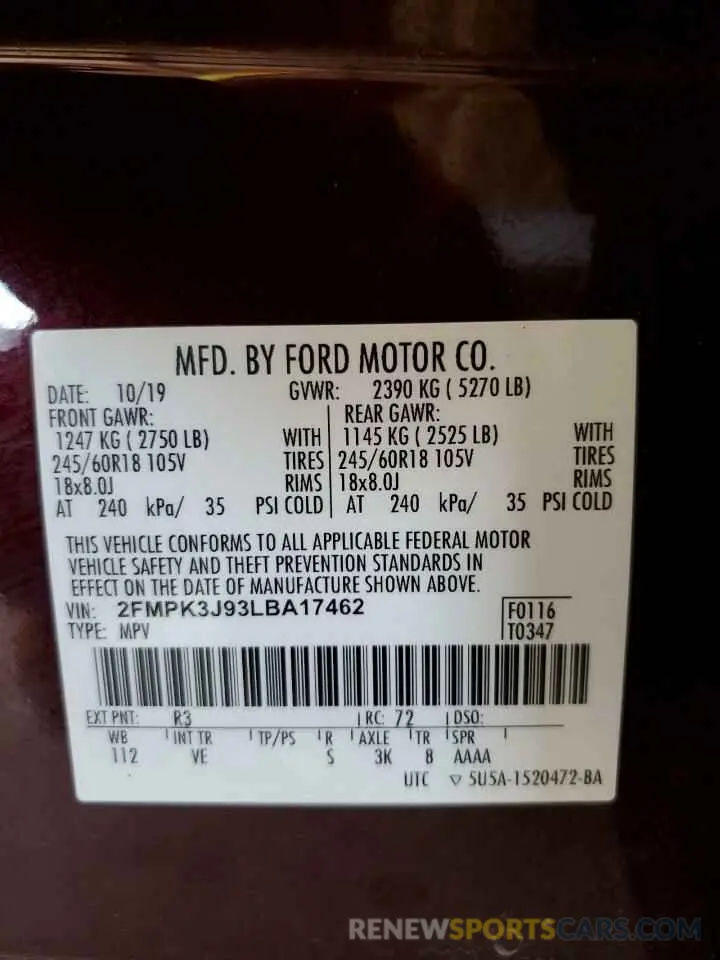 MFD. BY FORD MOTOR CO.
DATE: 10/19 GVWR: 2390 KG ( 5270 LB)
FRONT GAWR: REAR GAWR:
1247 KG ( 2750 LB) WITH 1145 KG ( 2525 LB) WITH
245/60R18 105V TIRES 245/60R18 105V TIRES
18x8.0J RIMS 18x8.0J RIMS
AT 240 kPa/ 35 PSI COLD AT 240 kPa/ 35 PSI COLD
THIS VEHICLE CONFORMS TO ALL APPLICABLE FEDERAL MOTOR
VEHICLE SAFETY AND THEFT PREVENTION STANDARDS IN
EFFECT ON THE DATE OF MANUFACTURE SHOWN ABOVE.
VIN: 2FMPK3J93LBA17462 F0116
TYPE: MPV T0347
EXT PNT: R3 RC: 72 DSO:
WB INT TR TP/PS R AXLE TR SPR
112 VE S 3K 8 AAAA
UTC ▽ 5U5A-1520472-BA
RENEWSPORTSCARS.COM